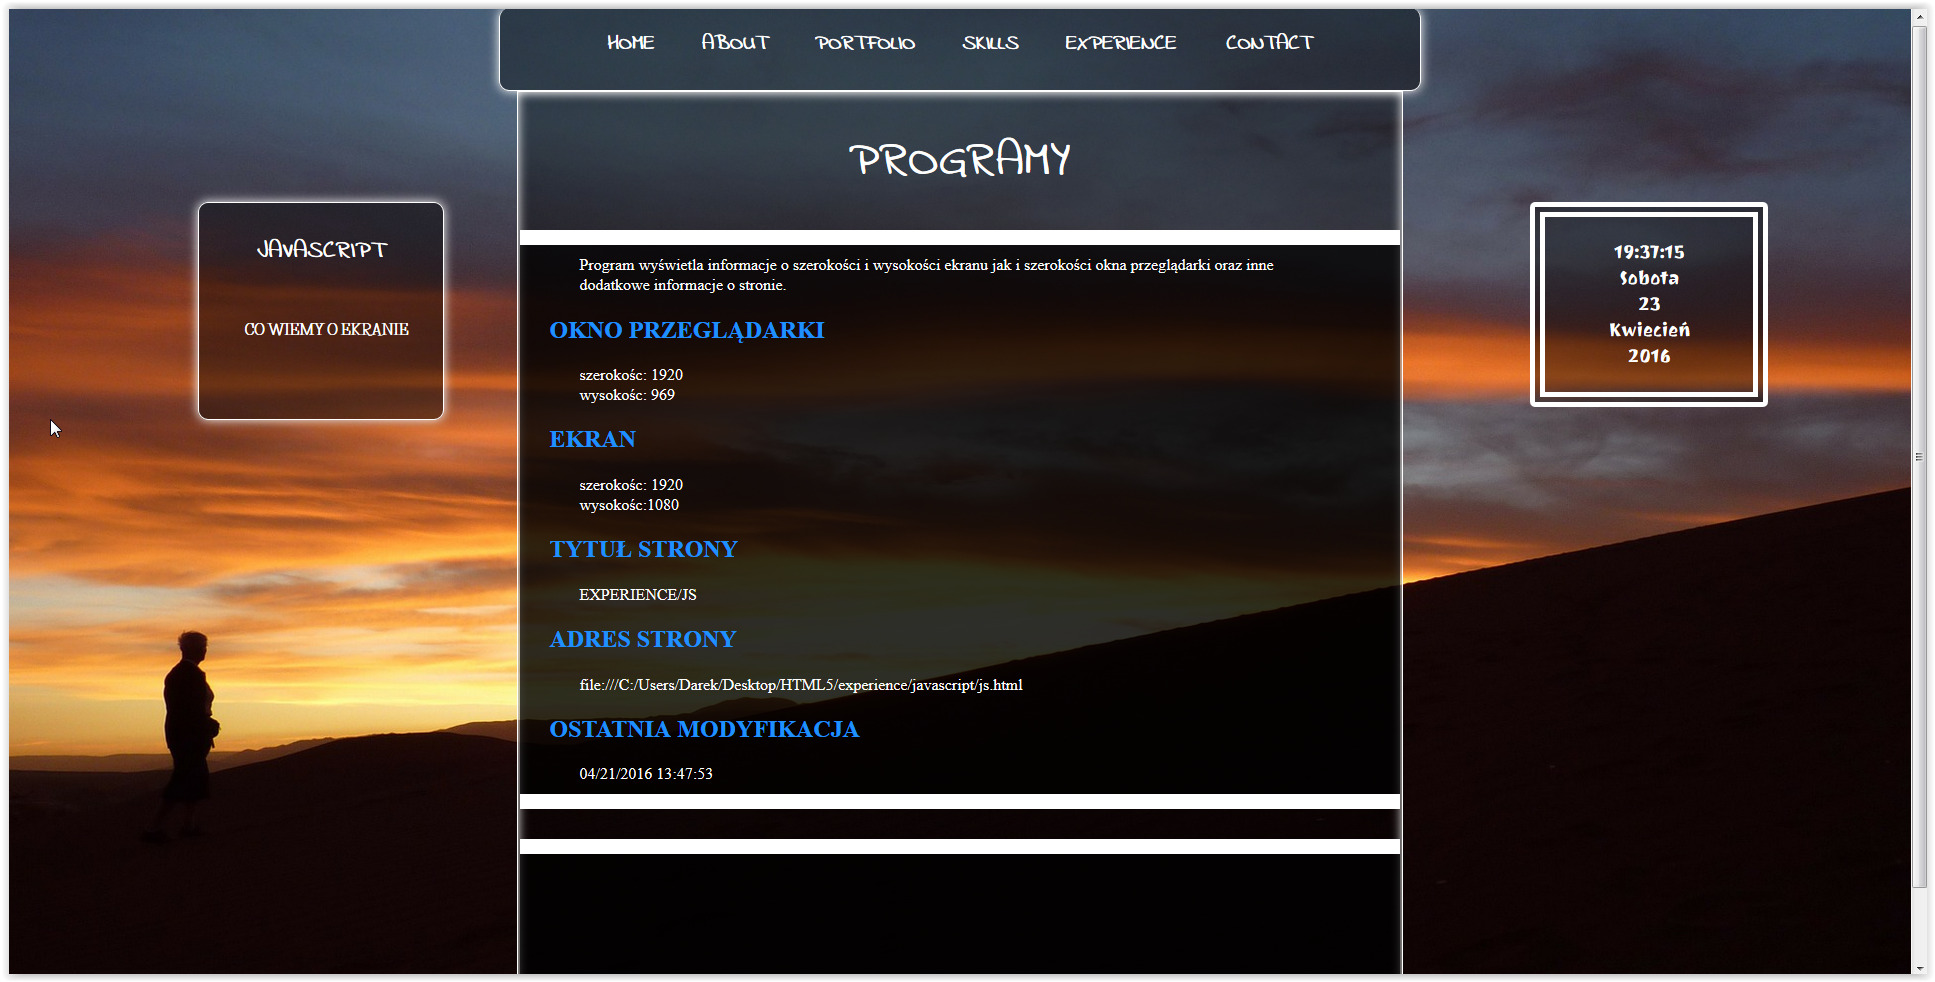 HOME ABOUT PORTFOLIO SKILLS EXPERIENCE CONTACT
PROGRAMY
JAVASCRIPT
CO WIEMY O EKRANIE
Program wyświetla informacje o szerokości i wysokości ekranu jak i szerokości okna przeglądarki oraz inne
dodatkowe informacje o stronie.
OKNO PRZEGLĄDARKI
szerokośc: 1920
wysokośc: 969
EKRAN
szerokośc: 1920
wysokośc:1080
TYTUŁ STRONY
EXPERIENCE/JS
ADRES STRONY
file:///C:/Users/Darek/Desktop/HTML5/experience/javascript/js.html
OSTATNIA MODYFIKACJA
04/21/2016 13:47:53
19:37:15
Sobota
23
Kwiecień
2016